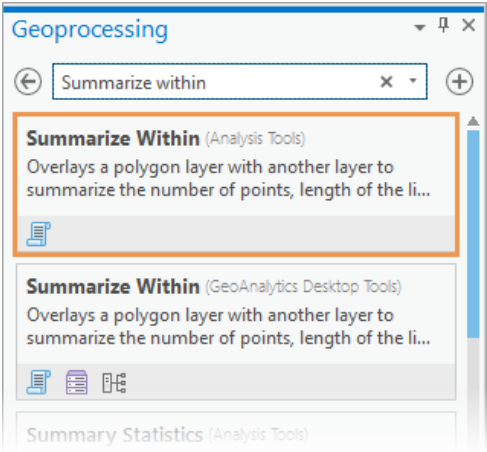 Geoprocessing
Summarize within
Summarize Within (Analysis Tools)
Overlays a polygon layer with another layer to
summarize the number of points, length of the li...
Summarize Within (GeoAnalytics Desktop Tools)
Overlays a polygon layer with another layer to
summarize the number of points, length of the li...
Summary Statistics (Analysis Tools)